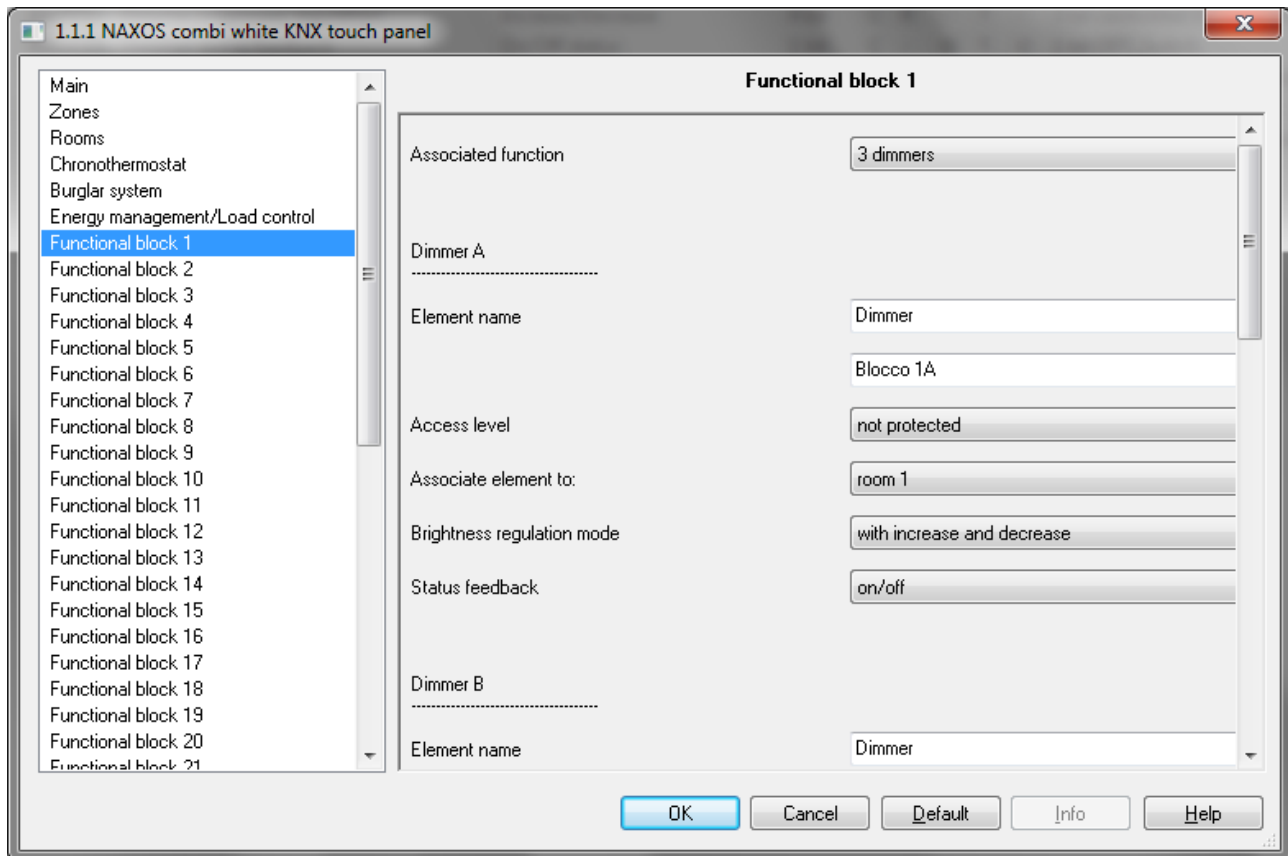 1.1.1 NAXOS combi white KNX touch panel
Main
Zones
Rooms
Chronothermostat
Burglar system
Energy management/Load control
Functional block 1
Functional block 2
Functional block 3
Functional block 4
Functional block 5
Functional block 6
Functional block 7
Functional block 8
Functional block 9
Functional block 10
Functional block 11
Functional block 12
Functional block 13
Functional block 14
Functional block 15
Functional block 16
Functional block 17
Functional block 18
Functional block 19
Functional block 20
Functional block 21
Functional block 1
Associated function 3 dimmers
Dimmer A
--------------------------------------
Element name Dimmer
Blocco 1A
Access level not protected
Associate element to: room 1
Brightness regulation mode with increase and decrease
Status feedback on/off
Dimmer B
--------------------------------------
Element name Dimmer
OK Cancel Default Info Help